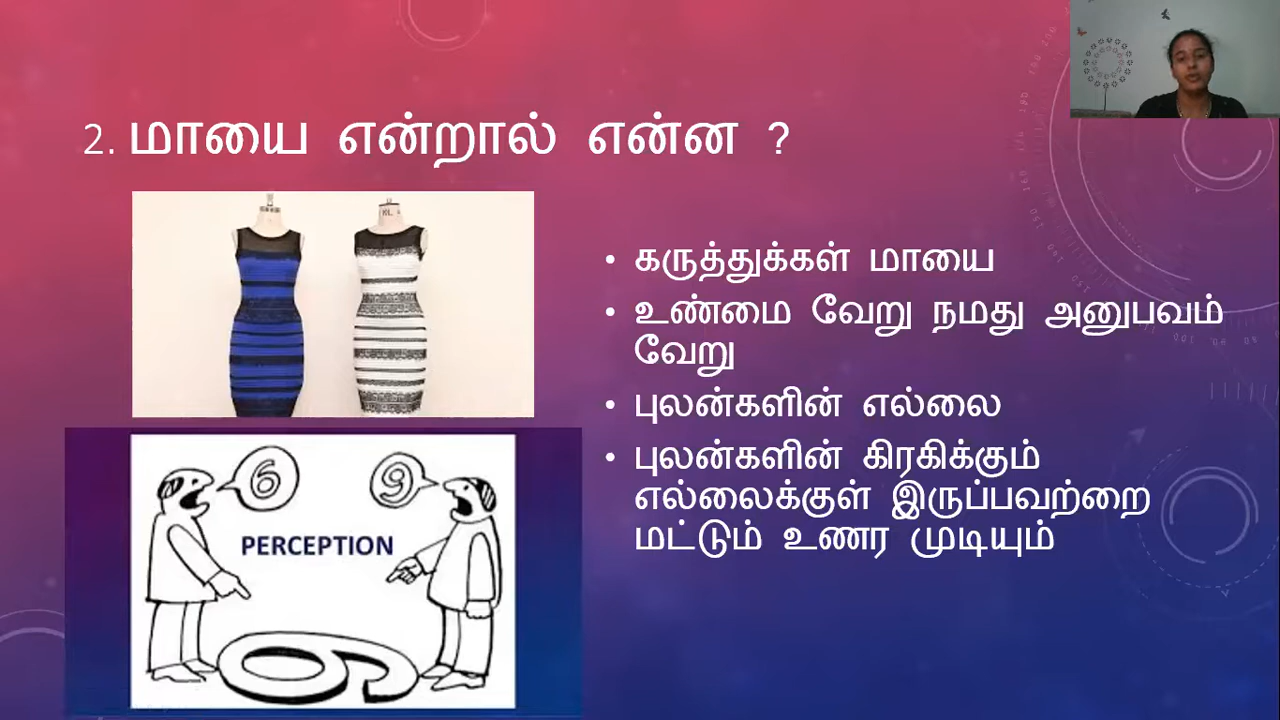 2. மாயை என்றால் என்ன ?
• கருத்துக்கள் மாயை
• உண்மை வேறு நமது அனுபவம்
வேறு
• புலன்களின் எல்லை
• புலன்களின் கிரகிக்கும்
எல்லைக்குள் இருப்பவற்றை
மட்டும் உணர முடியும்
6
9
PERCEPTION